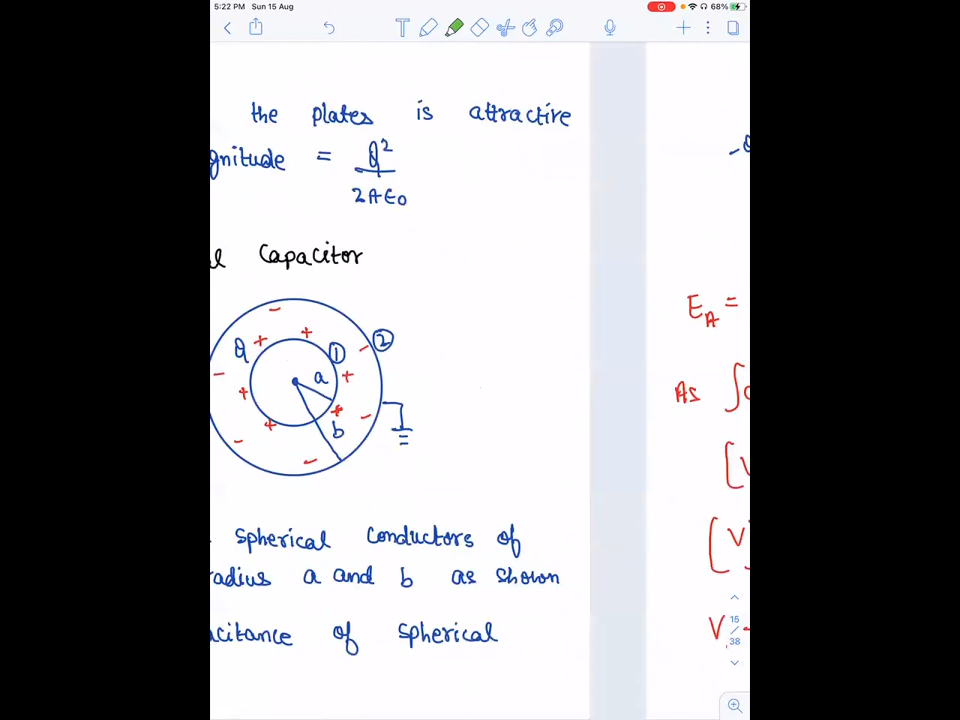 5:22 PM Sun 15 Aug
68%
the plates is attractive
gnitude = Q²
2Aε₀
-Q
l Capacitor
Q + - + 1 2
a
b
E_A =
As ∫
[V
[V
spherical conductors of
radius a and b as shown
acitance of spherical
V -
15
/
38